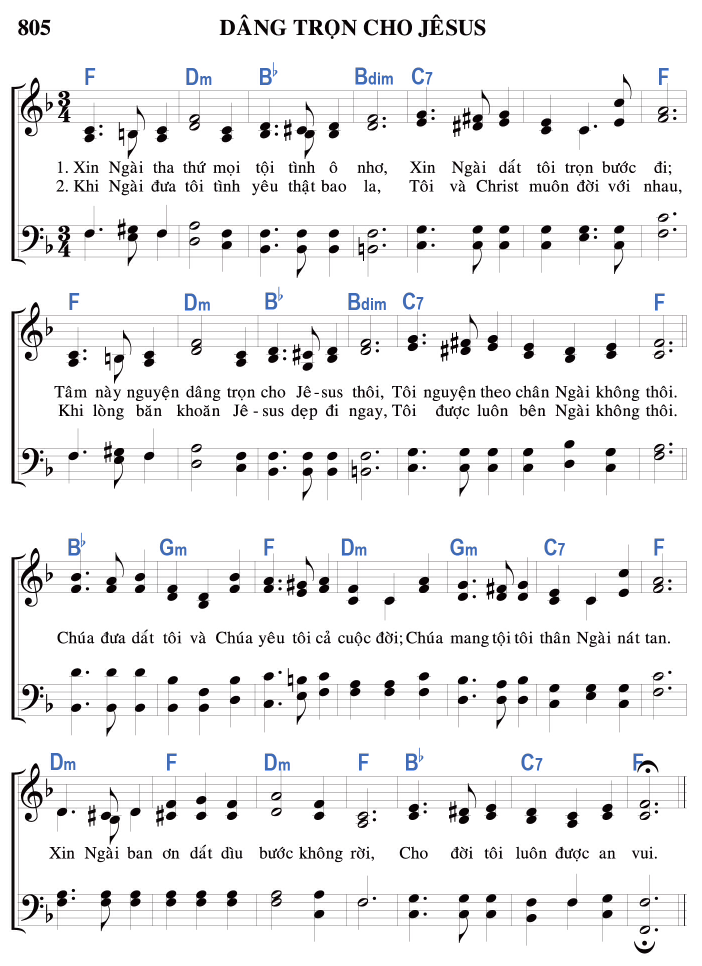 805 DÂNG TRỌN CHO JÊSUS
F Dm B♭ Bdim C7 F
3/4
1. Xin Ngài tha thứ mọi tội tình ô nhơ, Xin Ngài dất tôi trọn bước đi;
2. Khi Ngài đưa tôi tình yêu thật bao la, Tôi và Christ muôn đời với nhau,
3/4
F Dm B♭ Bdim C7 F
Tâm này nguyện dâng trọn cho Jê-sus thôi, Tôi nguyện theo chân Ngài không thôi.
Khi lòng băn khoăn Jê-sus dẹp đi ngay, Tôi được luôn bên Ngài không thôi.
B♭ Gm F Dm Gm C7 F
Chúa đưa dất tôi và Chúa yêu tôi cả cuộc đời; Chúa mang tội tôi thân Ngài nát tan.
Dm F Dm F B♭ C7 F
Xin Ngài ban ơn dất dìu bước không rời, Cho đời tôi luôn được an vui.